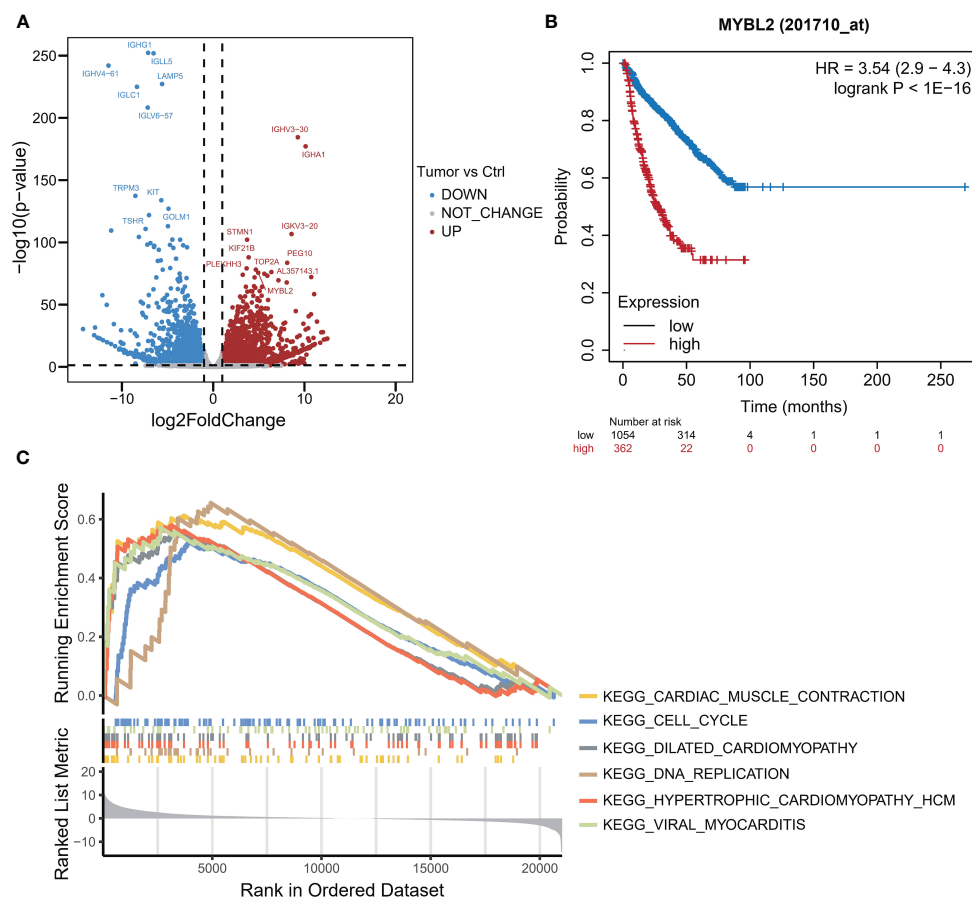 A
IGHG1
IGLL5
IGHV4−61
LAMP5
IGLC1
IGLV6−57
IGHV3−30
IGHA1
TRPM3
KIT
TSHR
GOLM1
IGKV3−20
STMN1
KIF21B
PEG10
PLEKHH3
TOP2A
AL357143.1
MYBL2
250
200
150
100
50
0
−log10(p−value)
−10
0
10
20
log2FoldChange
Tumor vs Ctrl
DOWN
NOT_CHANGE
UP
B
MYBL2 (201710_at)
HR = 3.54 (2.9 − 4.3)
logrank P < 1E−16
1.0
0.8
0.6
0.4
0.2
0.0
Probability
Expression
low
high
0
50
100
150
200
250
Time (months)
Number at risk
low 1054 314 4 1 1 1
high 362 22 0 0 0 0
C
0.6
0.4
0.2
0.0
Running Enrichment Score
20
10
0
−10
Ranked List Metric
5000
10000
15000
20000
Rank in Ordered Dataset
KEGG_CARDIAC_MUSCLE_CONTRACTION
KEGG_CELL_CYCLE
KEGG_DILATED_CARDIOMYOPATHY
KEGG_DNA_REPLICATION
KEGG_HYPERTROPHIC_CARDIOMYOPATHY_HCM
KEGG_VIRAL_MYOCARDITIS